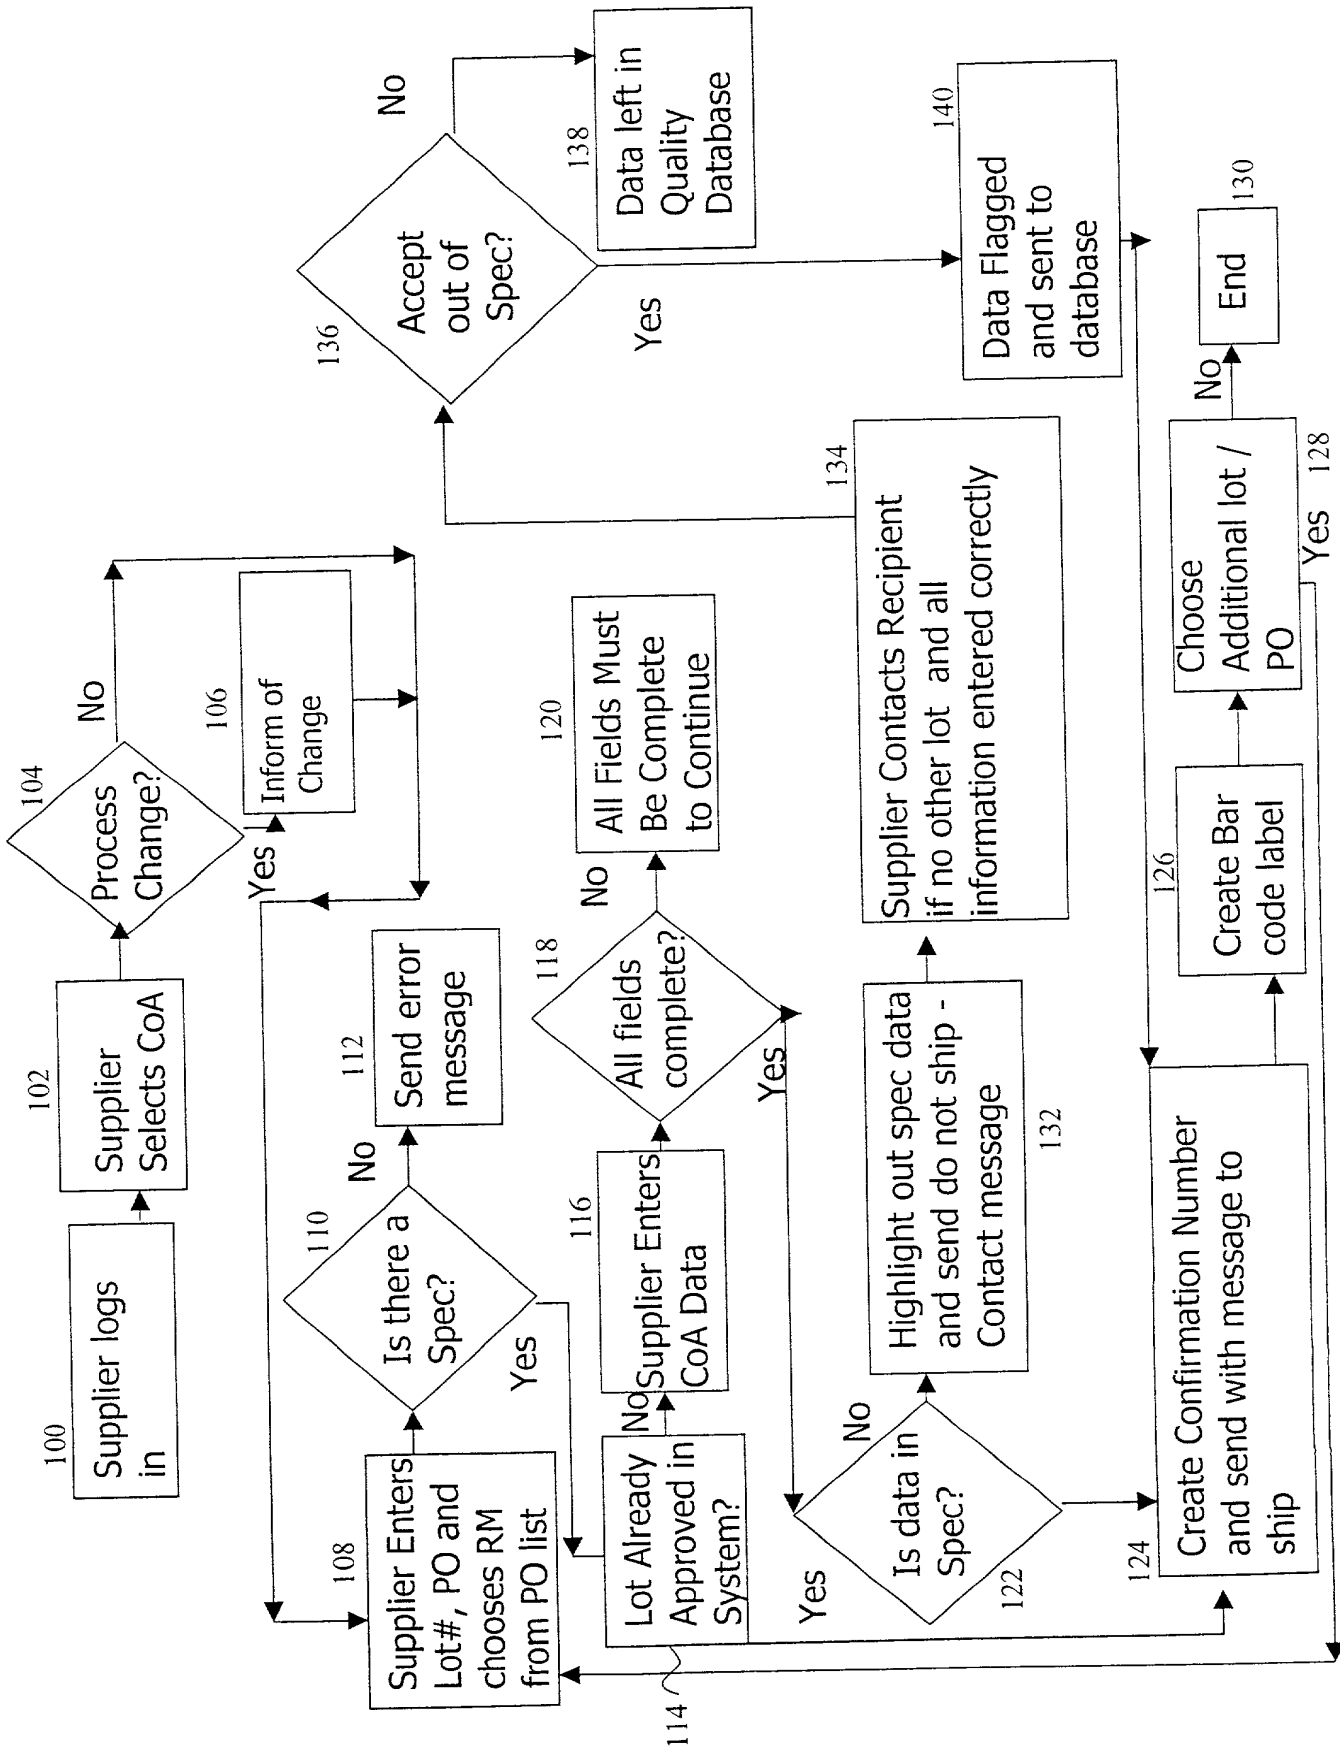 100
Supplier logs
in
102
Supplier
Selects CoA
104
Process
Change?
No
Yes
106
Inform of
Change
108
Supplier Enters
Lot#, PO and
chooses RM
from PO list
110
Is there a
Spec?
No
Yes
112
Send error
message
114
Lot Already
Approved in
System?
No
Yes
116
Supplier Enters
CoA Data
118
All fields
complete?
No
Yes
120
All Fields Must
Be Complete
to Continue
122
Is data in
Spec?
No
132
Highlight out spec data
and send do not ship -
Contact message
134
Supplier Contacts Recipient
if no other lot and all
information entered correctly
136
Accept
out of
Spec?
No
Yes
138
Data left in
Quality
Database
140
Data Flagged
and sent to
database
124
Create Confirmation Number
and send with message to
ship
126
Create Bar
code label
128
Choose
Additional lot /
PO
No
Yes
130
End